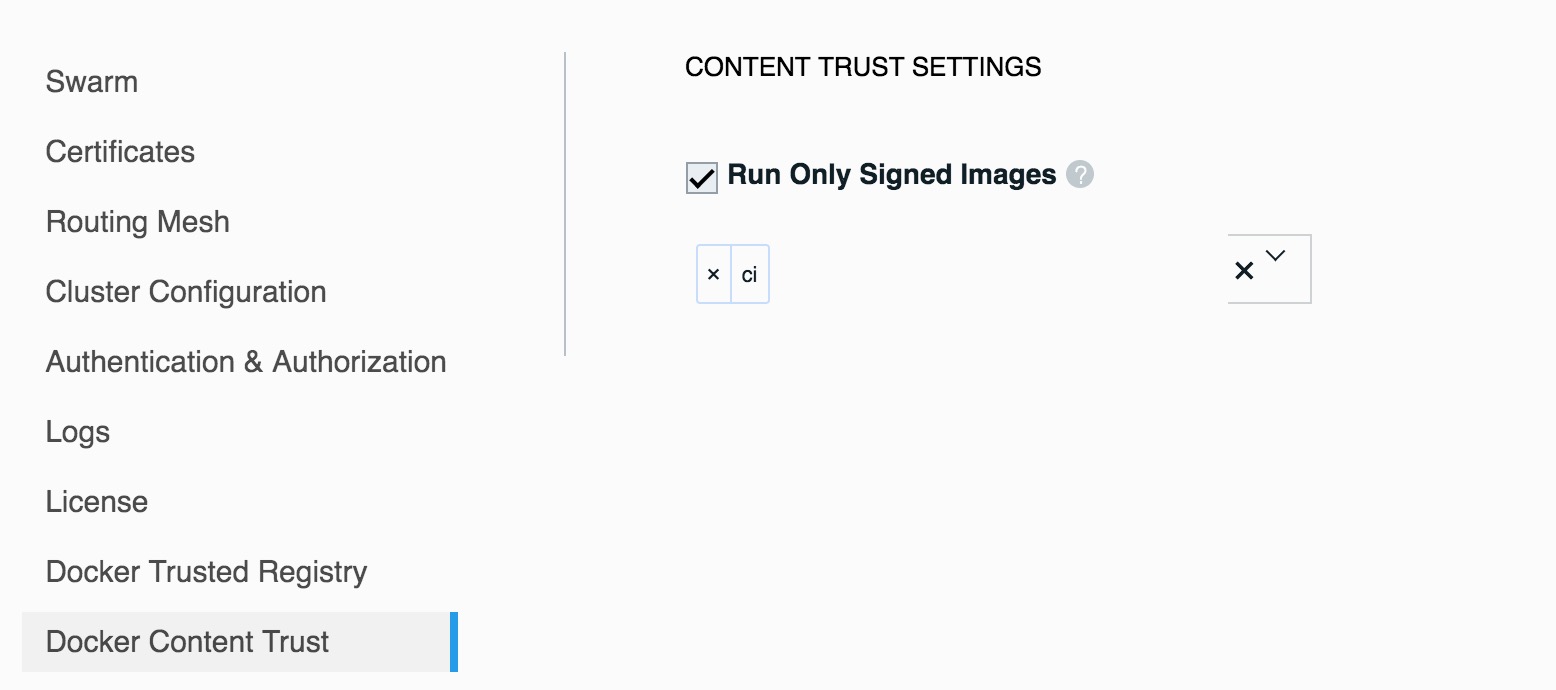 Swarm
Certificates
Routing Mesh
Cluster Configuration
Authentication & Authorization
Logs
License
Docker Trusted Registry
Docker Content Trust
CONTENT TRUST SETTINGS
Run Only Signed Images ?
× ci